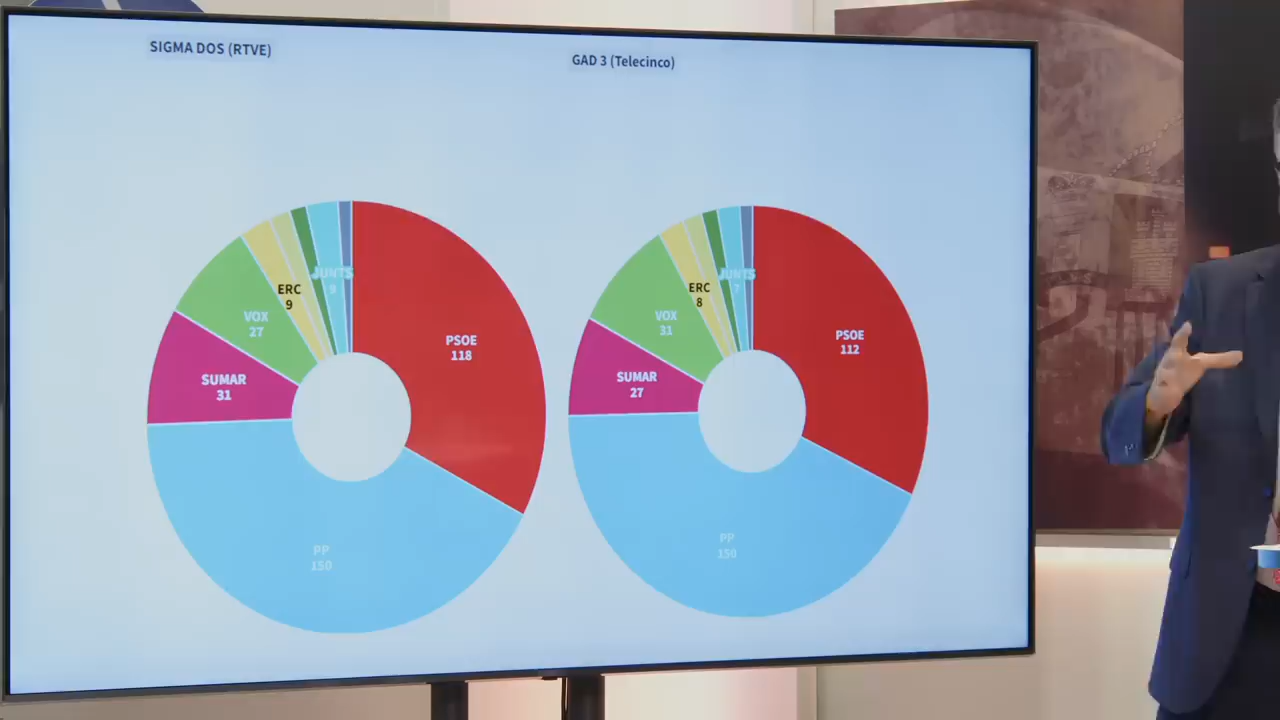 SIGMA DOS (RTVE)
JUNTS
9
ERC
9
VOX
27
PSOE
118
SUMAR
31
PP
150
GAD 3 (Telecinco)
JUNTS
7
ERC
8
VOX
31
PSOE
112
SUMAR
27
PP
150